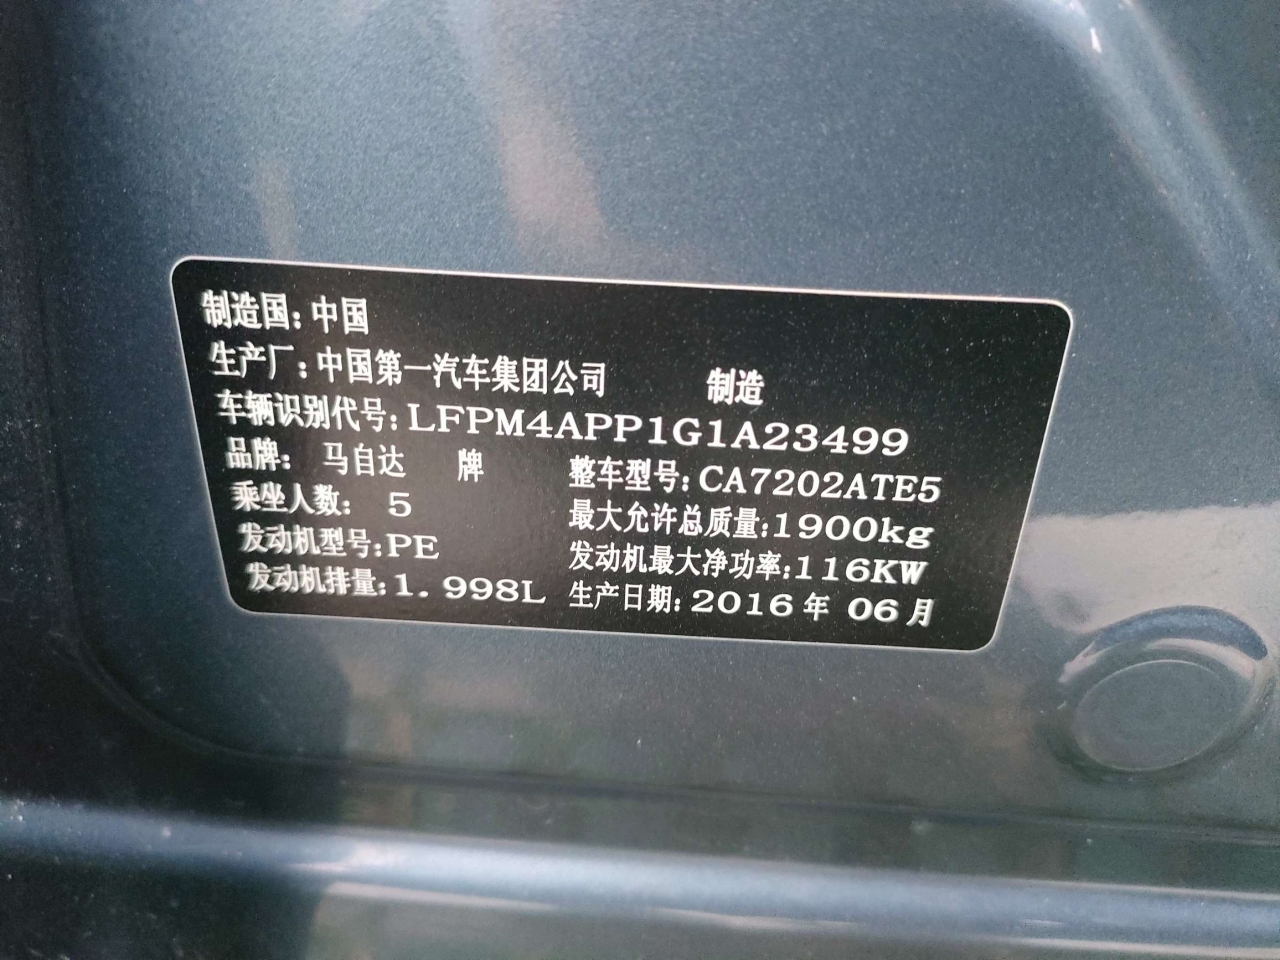 制造国：中国
生产厂：中国第一汽车集团公司 制造
车辆识别代号：LFPM4APP1G1A23499
品牌： 马自达 牌 整车型号：CA7202ATE5
乘坐人数： 5 最大允许总质量：1900kg
发动机型号：PE 发动机最大净功率：116KW
发动机排量：1.998L 生产日期：2016年 06月